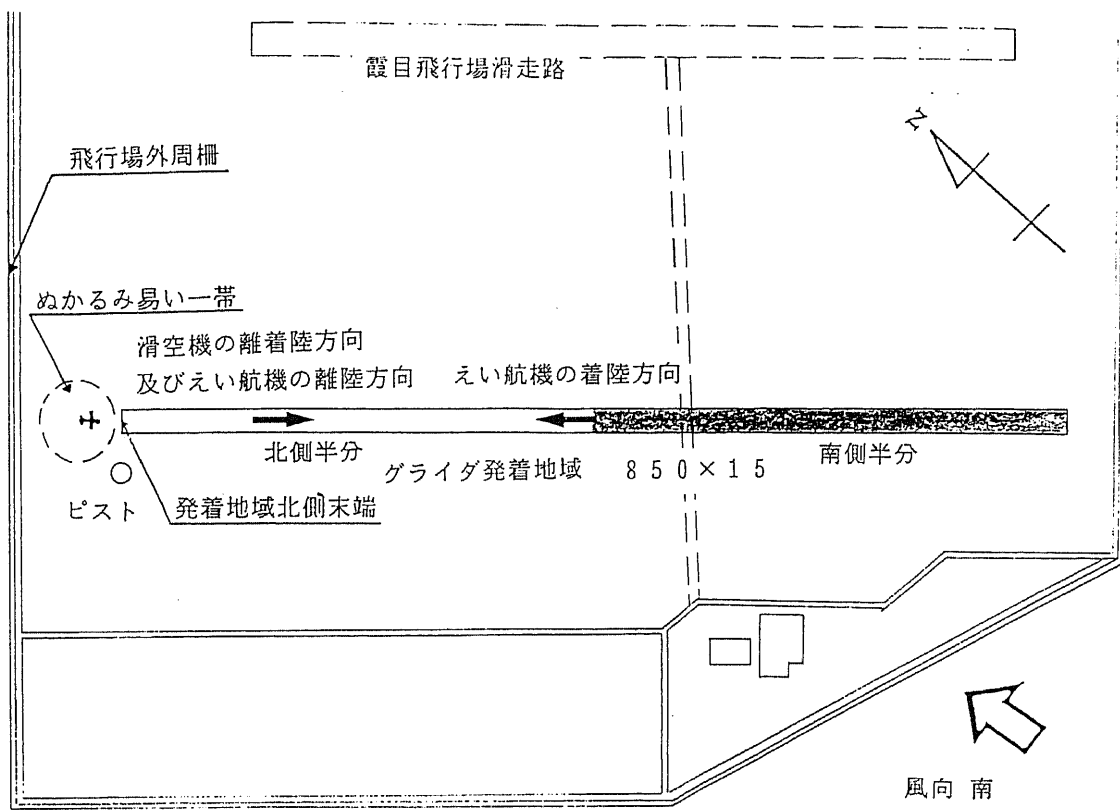 霞目飛行場滑走路
N
飛行場外周柵
ぬかるみ易い一帯
滑空機の離着陸方向
及びえい航機の離陸方向
えい航機の着陸方向
北側半分
南側半分
グライダ発着地域 850×15
ピスト
発着地域北側末端
風向 南